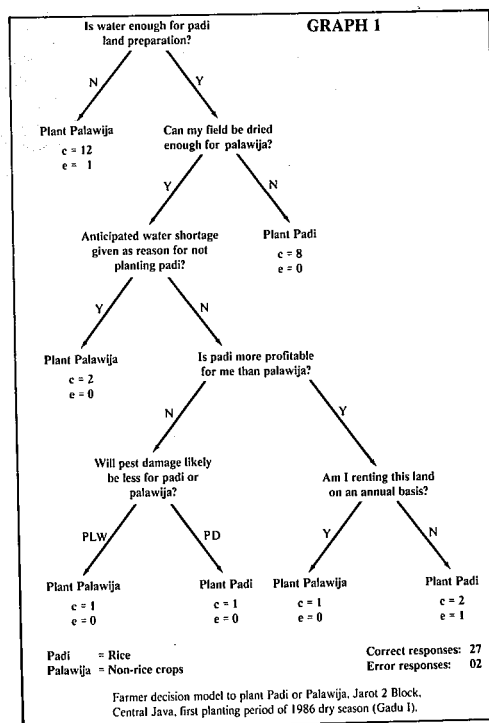 GRAPH 1
Is water enough for padi
land preparation?
N
Y
Plant Palawija
c = 12
e = 1
Can my field be dried
enough for palawija?
Y
N
Anticipated water shortage
given as reason for not
planting padi?
Plant Padi
c = 8
e = 0
Y
N
Plant Palawija
c = 2
e = 0
Is padi more profitable
for me than palawija?
N
Y
Will pest damage likely
be less for padi or
palawija?
Am I renting this land
on an annual basis?
PLW
PD
Y
N
Plant Palawija
c = 1
e = 0
Plant Padi
c = 1
e = 0
Plant Palawija
c = 1
e = 0
Plant Padi
c = 2
e = 1
Padi = Rice
Palawija = Non-rice crops
Correct responses: 27
Error responses: 02
Farmer decision model to plant Padi or Palawija, Jarot 2 Block,
Central Java, first planting period of 1986 dry season (Gadu I).